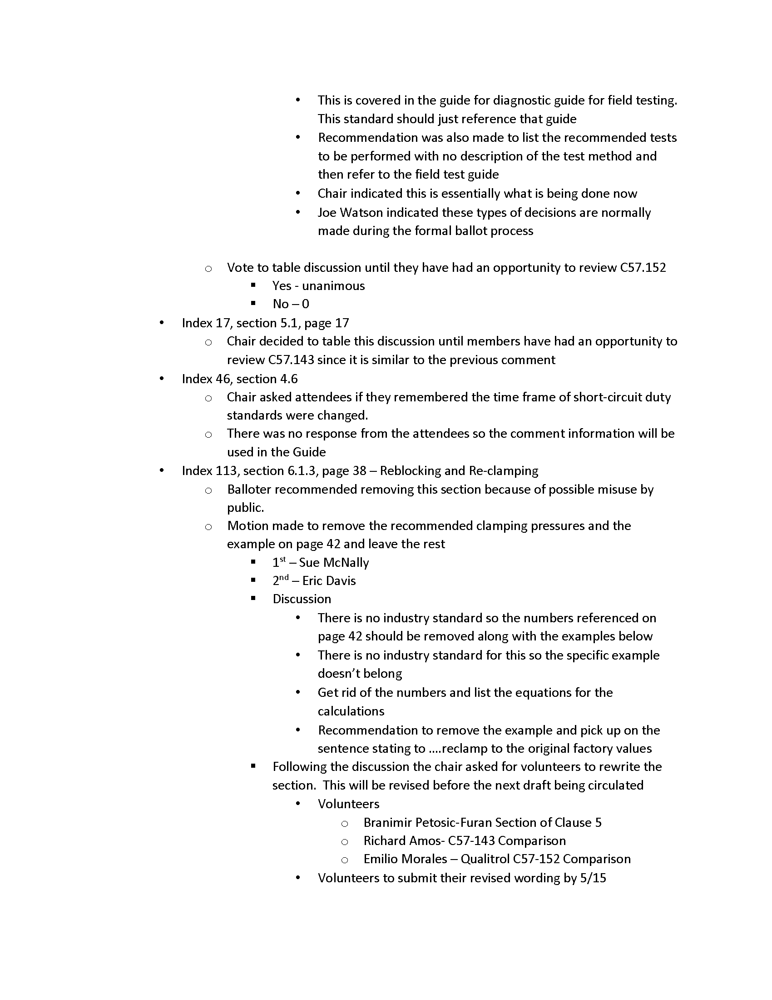 • This is covered in the guide for diagnostic guide for field testing.
This standard should just reference that guide
• Recommendation was also made to list the recommended tests
to be performed with no description of the test method and
then refer to the field test guide
• Chair indicated this is essentially what is being done now
• Joe Watson indicated these types of decisions are normally
made during the formal ballot process
o Vote to table discussion until they have had an opportunity to review C57.152
▪ Yes - unanimous
▪ No – 0
• Index 17, section 5.1, page 17
o Chair decided to table this discussion until members have had an opportunity to
review C57.143 since it is similar to the previous comment
• Index 46, section 4.6
o Chair asked attendees if they remembered the time frame of short-circuit duty
standards were changed.
o There was no response from the attendees so the comment information will be
used in the Guide
• Index 113, section 6.1.3, page 38 – Reblocking and Re-clamping
o Balloter recommended removing this section because of possible misuse by
public.
o Motion made to remove the recommended clamping pressures and the
example on page 42 and leave the rest
▪ 1st – Sue McNally
▪ 2nd – Eric Davis
▪ Discussion
• There is no industry standard so the numbers referenced on
page 42 should be removed along with the examples below
• There is no industry standard for this so the specific example
doesn’t belong
• Get rid of the numbers and list the equations for the
calculations
• Recommendation to remove the example and pick up on the
sentence stating to ….reclamp to the original factory values
▪ Following the discussion the chair asked for volunteers to rewrite the
section.  This will be revised before the next draft being circulated
• Volunteers
o Branimir Petosic-Furan Section of Clause 5
o Richard Amos- C57-143 Comparison
o Emilio Morales – Qualitrol C57-152 Comparison
• Volunteers to submit their revised wording by 5/15